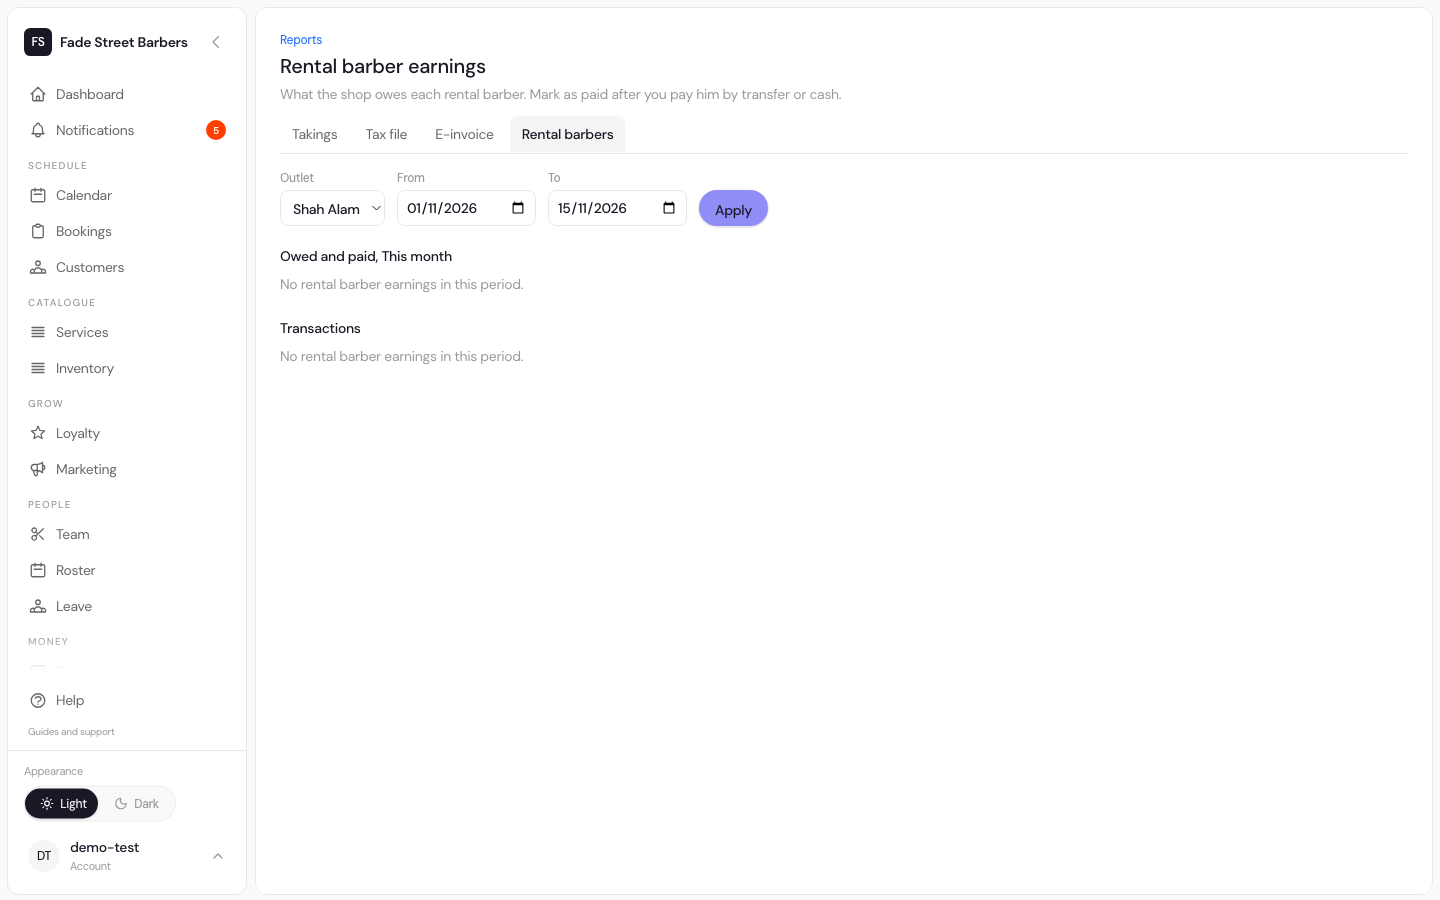 FS Fade Street Barbers
Dashboard
Notifications 5
SCHEDULE
Calendar
Bookings
Customers
CATALOGUE
Services
Inventory
GROW
Loyalty
Marketing
PEOPLE
Team
Roster
Leave
MONEY
Help
Guides and support
Appearance
Light Dark
DT demo-test
Account
Reports
Rental barber earnings
What the shop owes each rental barber. Mark as paid after you pay him by transfer or cash.
Takings Tax file E-invoice Rental barbers
Outlet From To
Shah Alam 01/11/2026 15/11/2026 Apply
Owed and paid, This month
No rental barber earnings in this period.
Transactions
No rental barber earnings in this period.